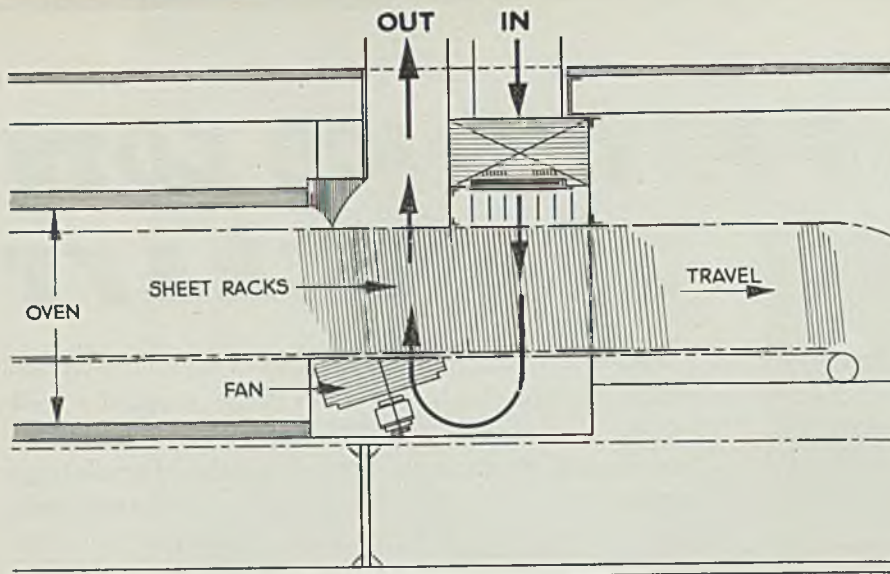 OUT
IN
SHEET RACKS
TRAVEL
OVEN
FAN